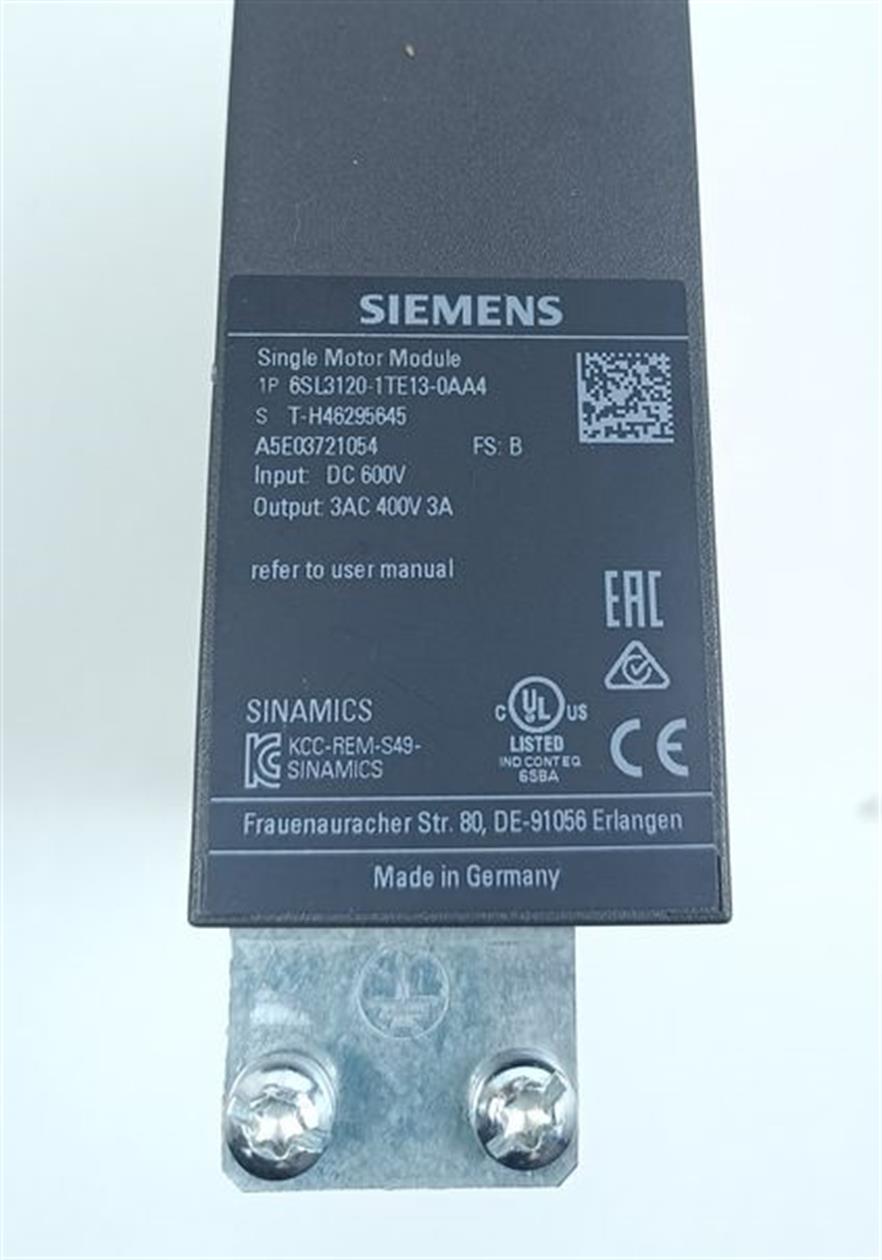 SIEMENS
Single Motor Module
1P 6SL3120-1TE13-0AA4
S T-H46295645
A5E03721054 FS: B
Input: DC 600V
Output: 3AC 400V 3A
refer to user manual
EAC
SINAMICS
KCC-REM-S49-
SINAMICS
C UL US
LISTED
IND CONT EQ
6SBA
CE
Frauenauracher Str. 80, DE-91056 Erlangen
Made in Germany